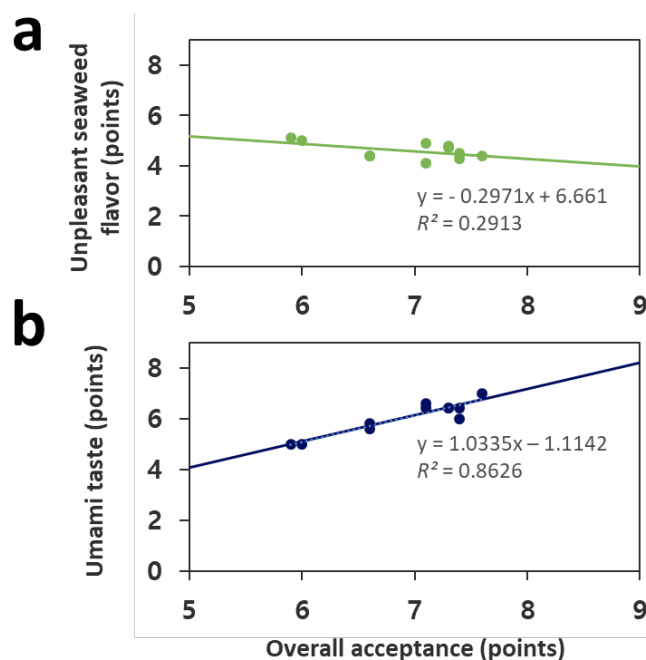 a
Unpleasant seaweed
flavor (points)
8
6
4
2
0
y = - 0.2971x + 6.661
R² = 0.2913
5 6 7 8 9
b
Umami taste (points)
8
6
4
2
0
y = 1.0335x – 1.1142
R² = 0.8626
5 6 7 8 9
Overall acceptance (points)